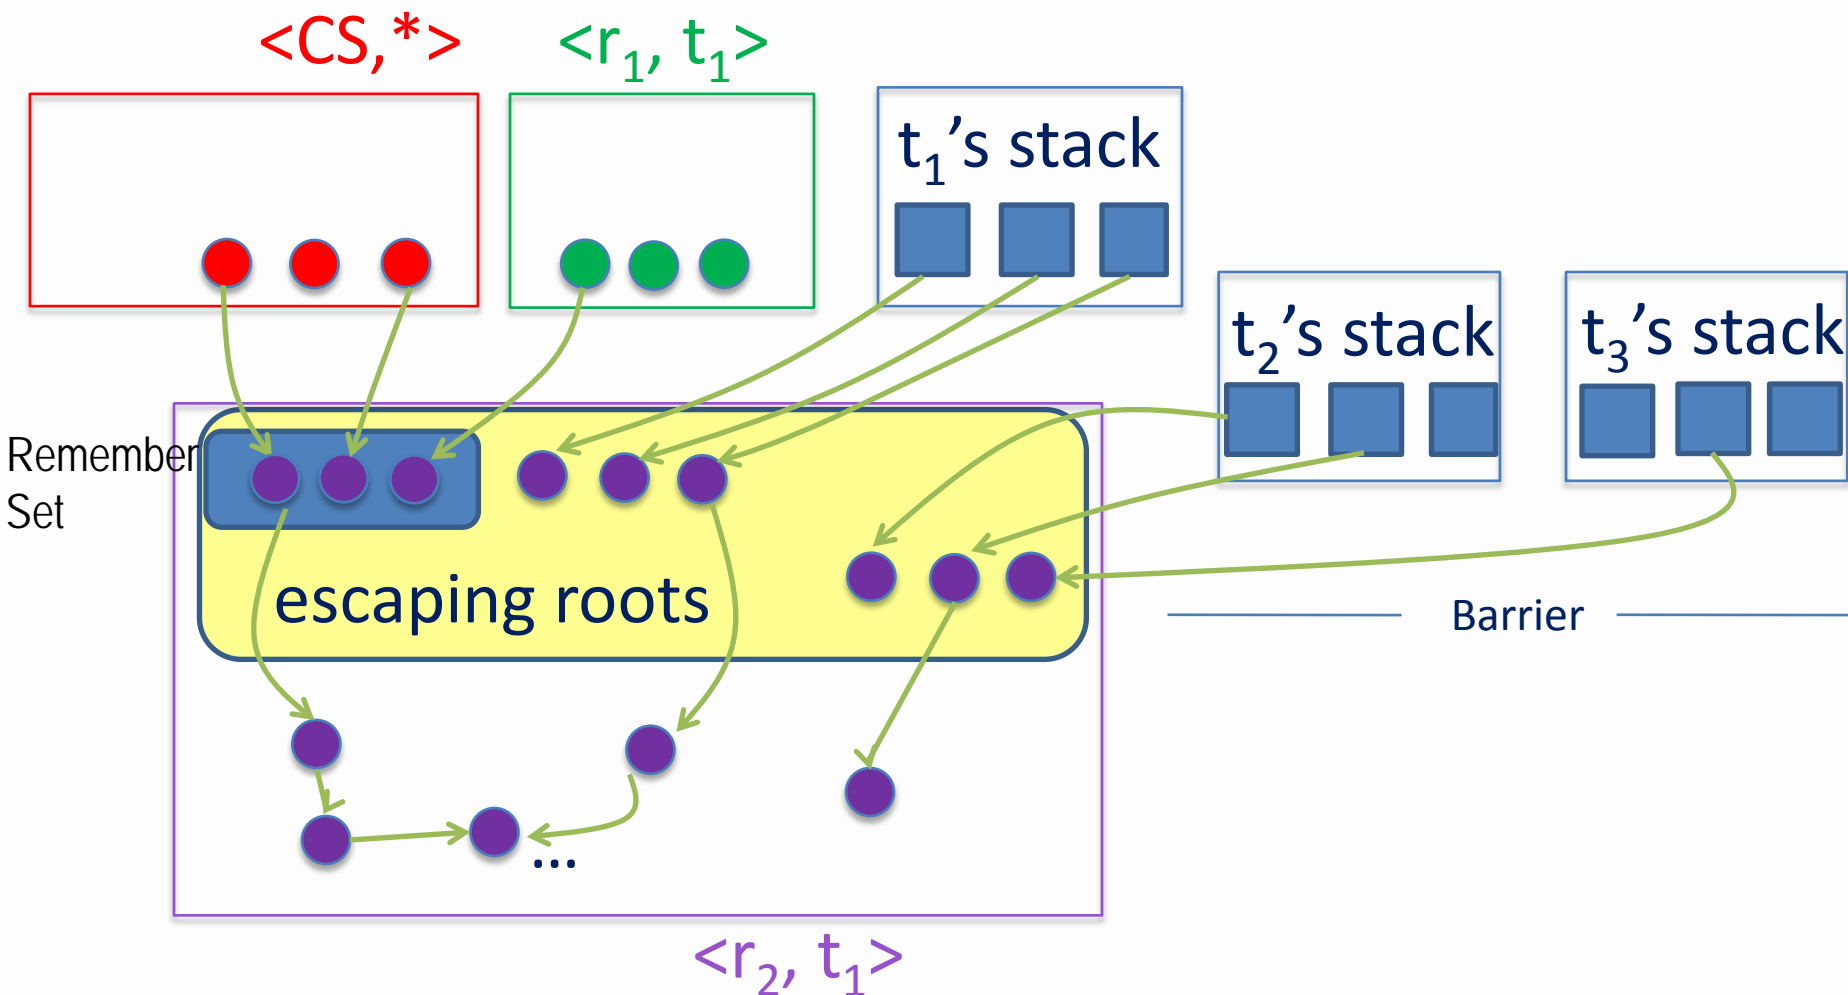 <CS,*>
<r₁, t₁>
t₁’s stack
t₂’s stack
t₃’s stack
Remember
Set
escaping roots
Barrier
...
<r₂, t₁>